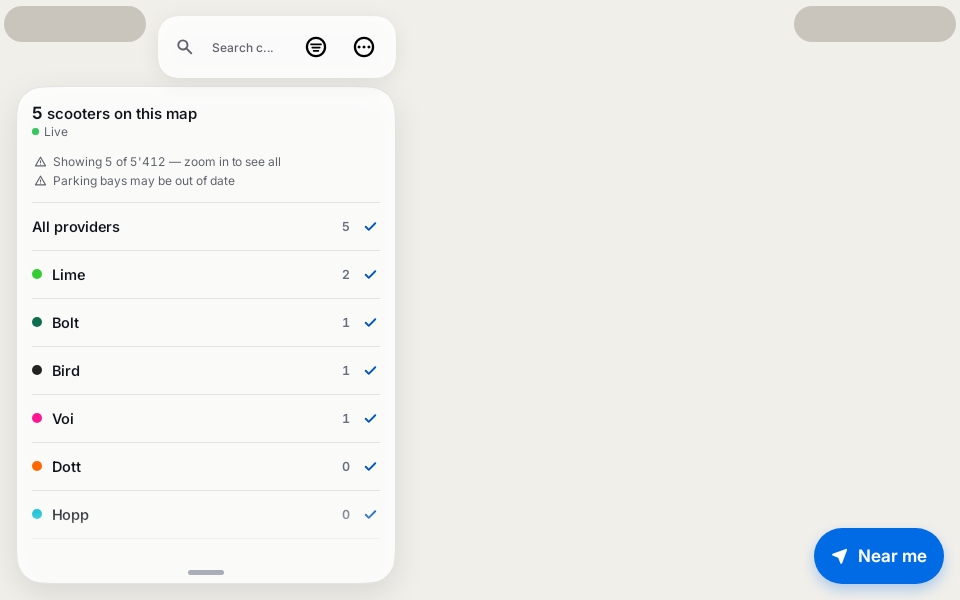 Search c...
5 scooters on this map
Live
Showing 5 of 5'412 — zoom in to see all
Parking bays may be out of date
All providers 5
Lime 2
Bolt 1
Bird 1
Voi 1
Dott 0
Hopp 0
Near me